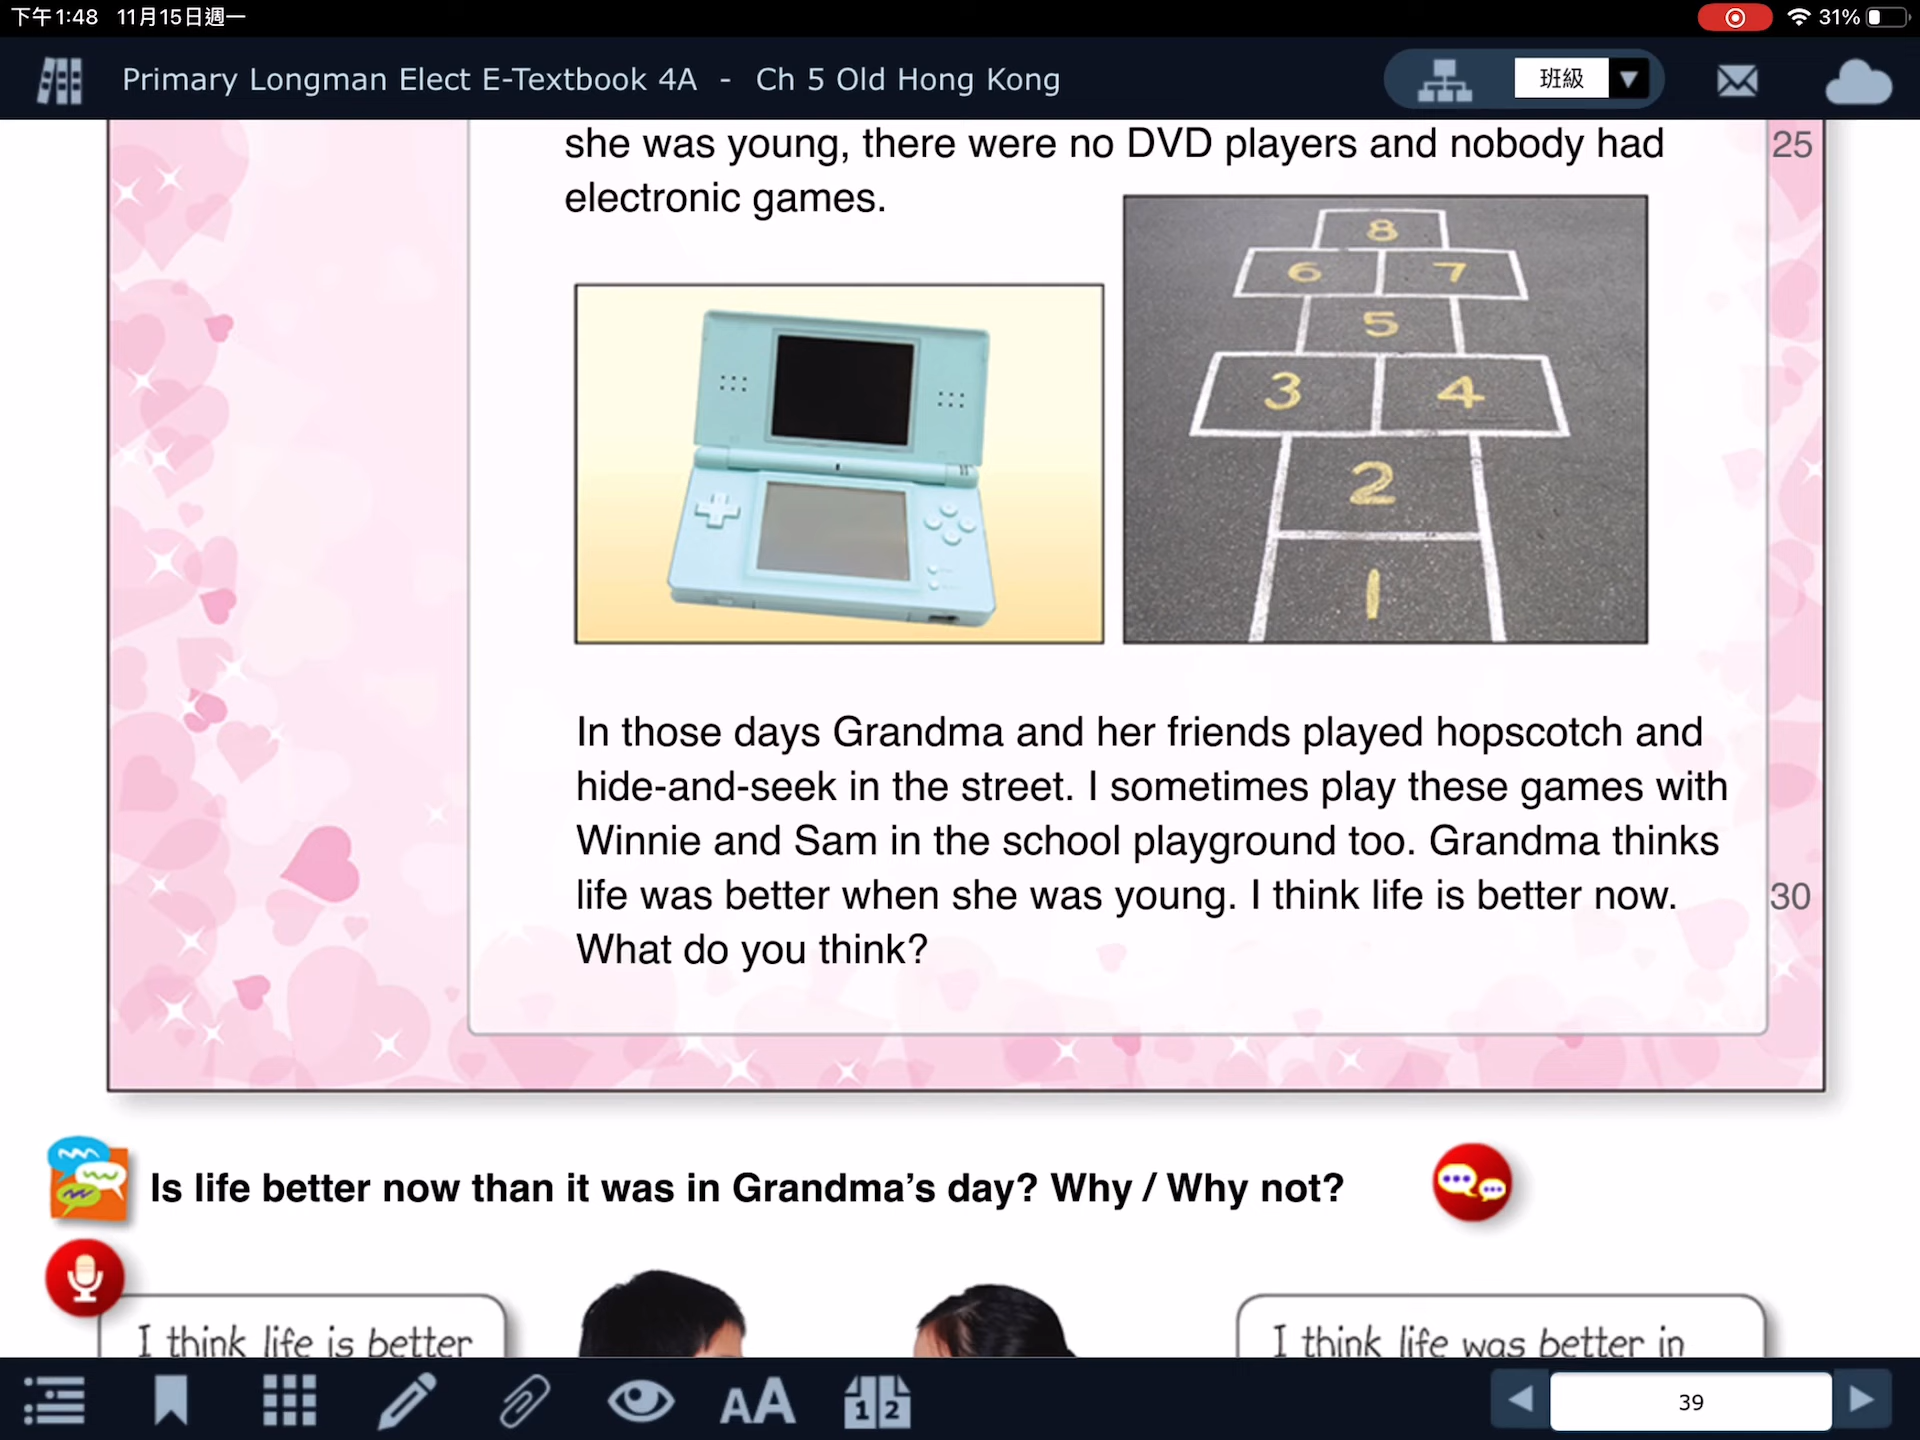 下午1:48 11月15日週一
31%
Primary Longman Elect E-Textbook 4A - Ch 5 Old Hong Kong
班級
she was young, there were no DVD players and nobody had
25
electronic games.
8
6 7
5
3 4
2
1
In those days Grandma and her friends played hopscotch and
hide-and-seek in the street. I sometimes play these games with
Winnie and Sam in the school playground too. Grandma thinks
life was better when she was young. I think life is better now.
30
What do you think?
Is life better now than it was in Grandma's day? Why / Why not?
I think life is better
I think life was better in
AA
1 2
39